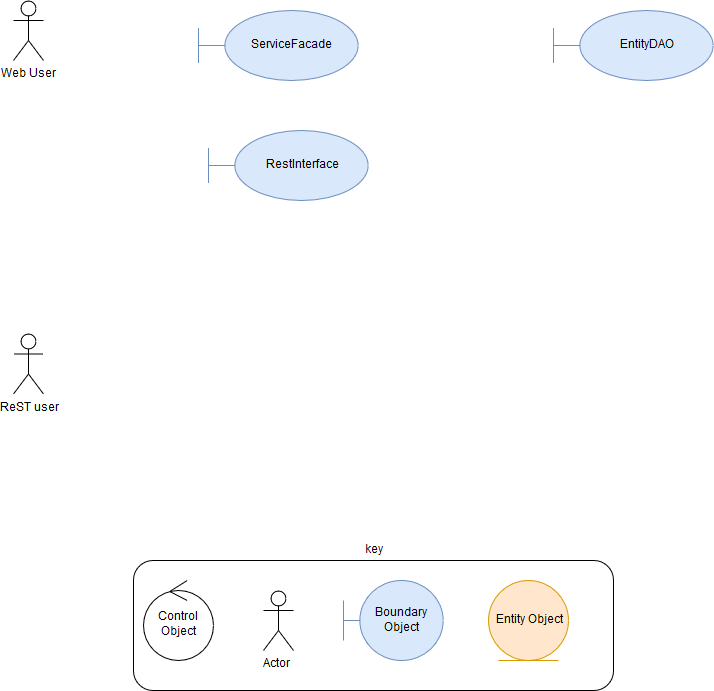 ServiceFacade
EntityDAO
Web User
RestInterface
ReST user
key
Control
Object
Actor
Boundary
Object
Entity Object